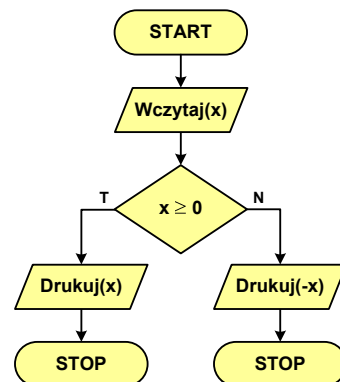 START
Wczytaj(x)
x ≥ 0
T
N
Drukuj(x)
Drukuj(-x)
STOP
STOP